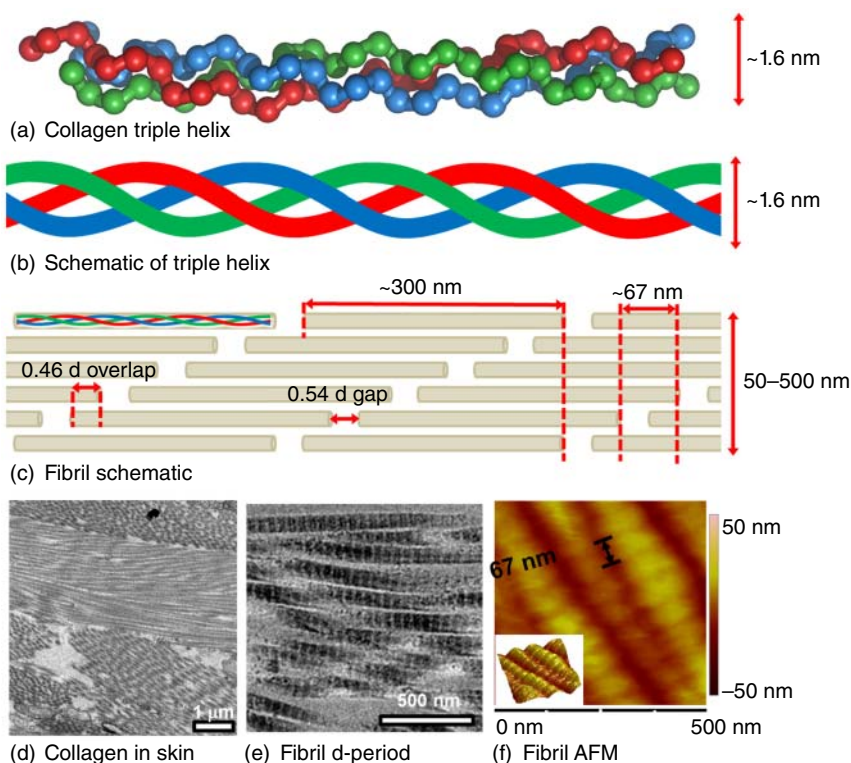 ~1.6 nm
(a) Collagen triple helix
~1.6 nm
(b) Schematic of triple helix
~300 nm
~67 nm
0.46 d overlap
0.54 d gap
50–500 nm
(c) Fibril schematic
1 μm
(d) Collagen in skin
500 nm
(e) Fibril d-period
67 nm
50 nm
–50 nm
0 nm
500 nm
(f) Fibril AFM